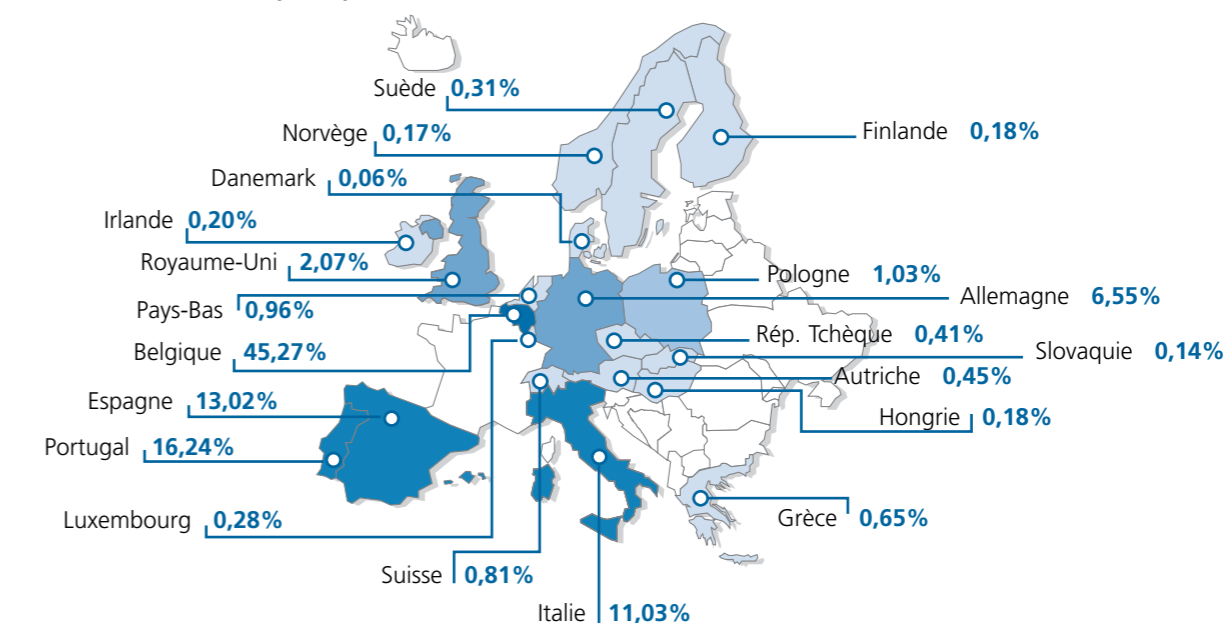 Suède 0,31%
Norvège 0,17%
Finlande 0,18%
Danemark 0,06%
Irlande 0,20%
Royaume-Uni 2,07%
Pologne 1,03%
Allemagne 6,55%
Pays-Bas 0,96%
Rép. Tchèque 0,41%
Slovaquie 0,14%
Belgique 45,27%
Autriche 0,45%
Espagne 13,02%
Hongrie 0,18%
Portugal 16,24%
Luxembourg 0,28%
Grèce 0,65%
Suisse 0,81%
Italie 11,03%